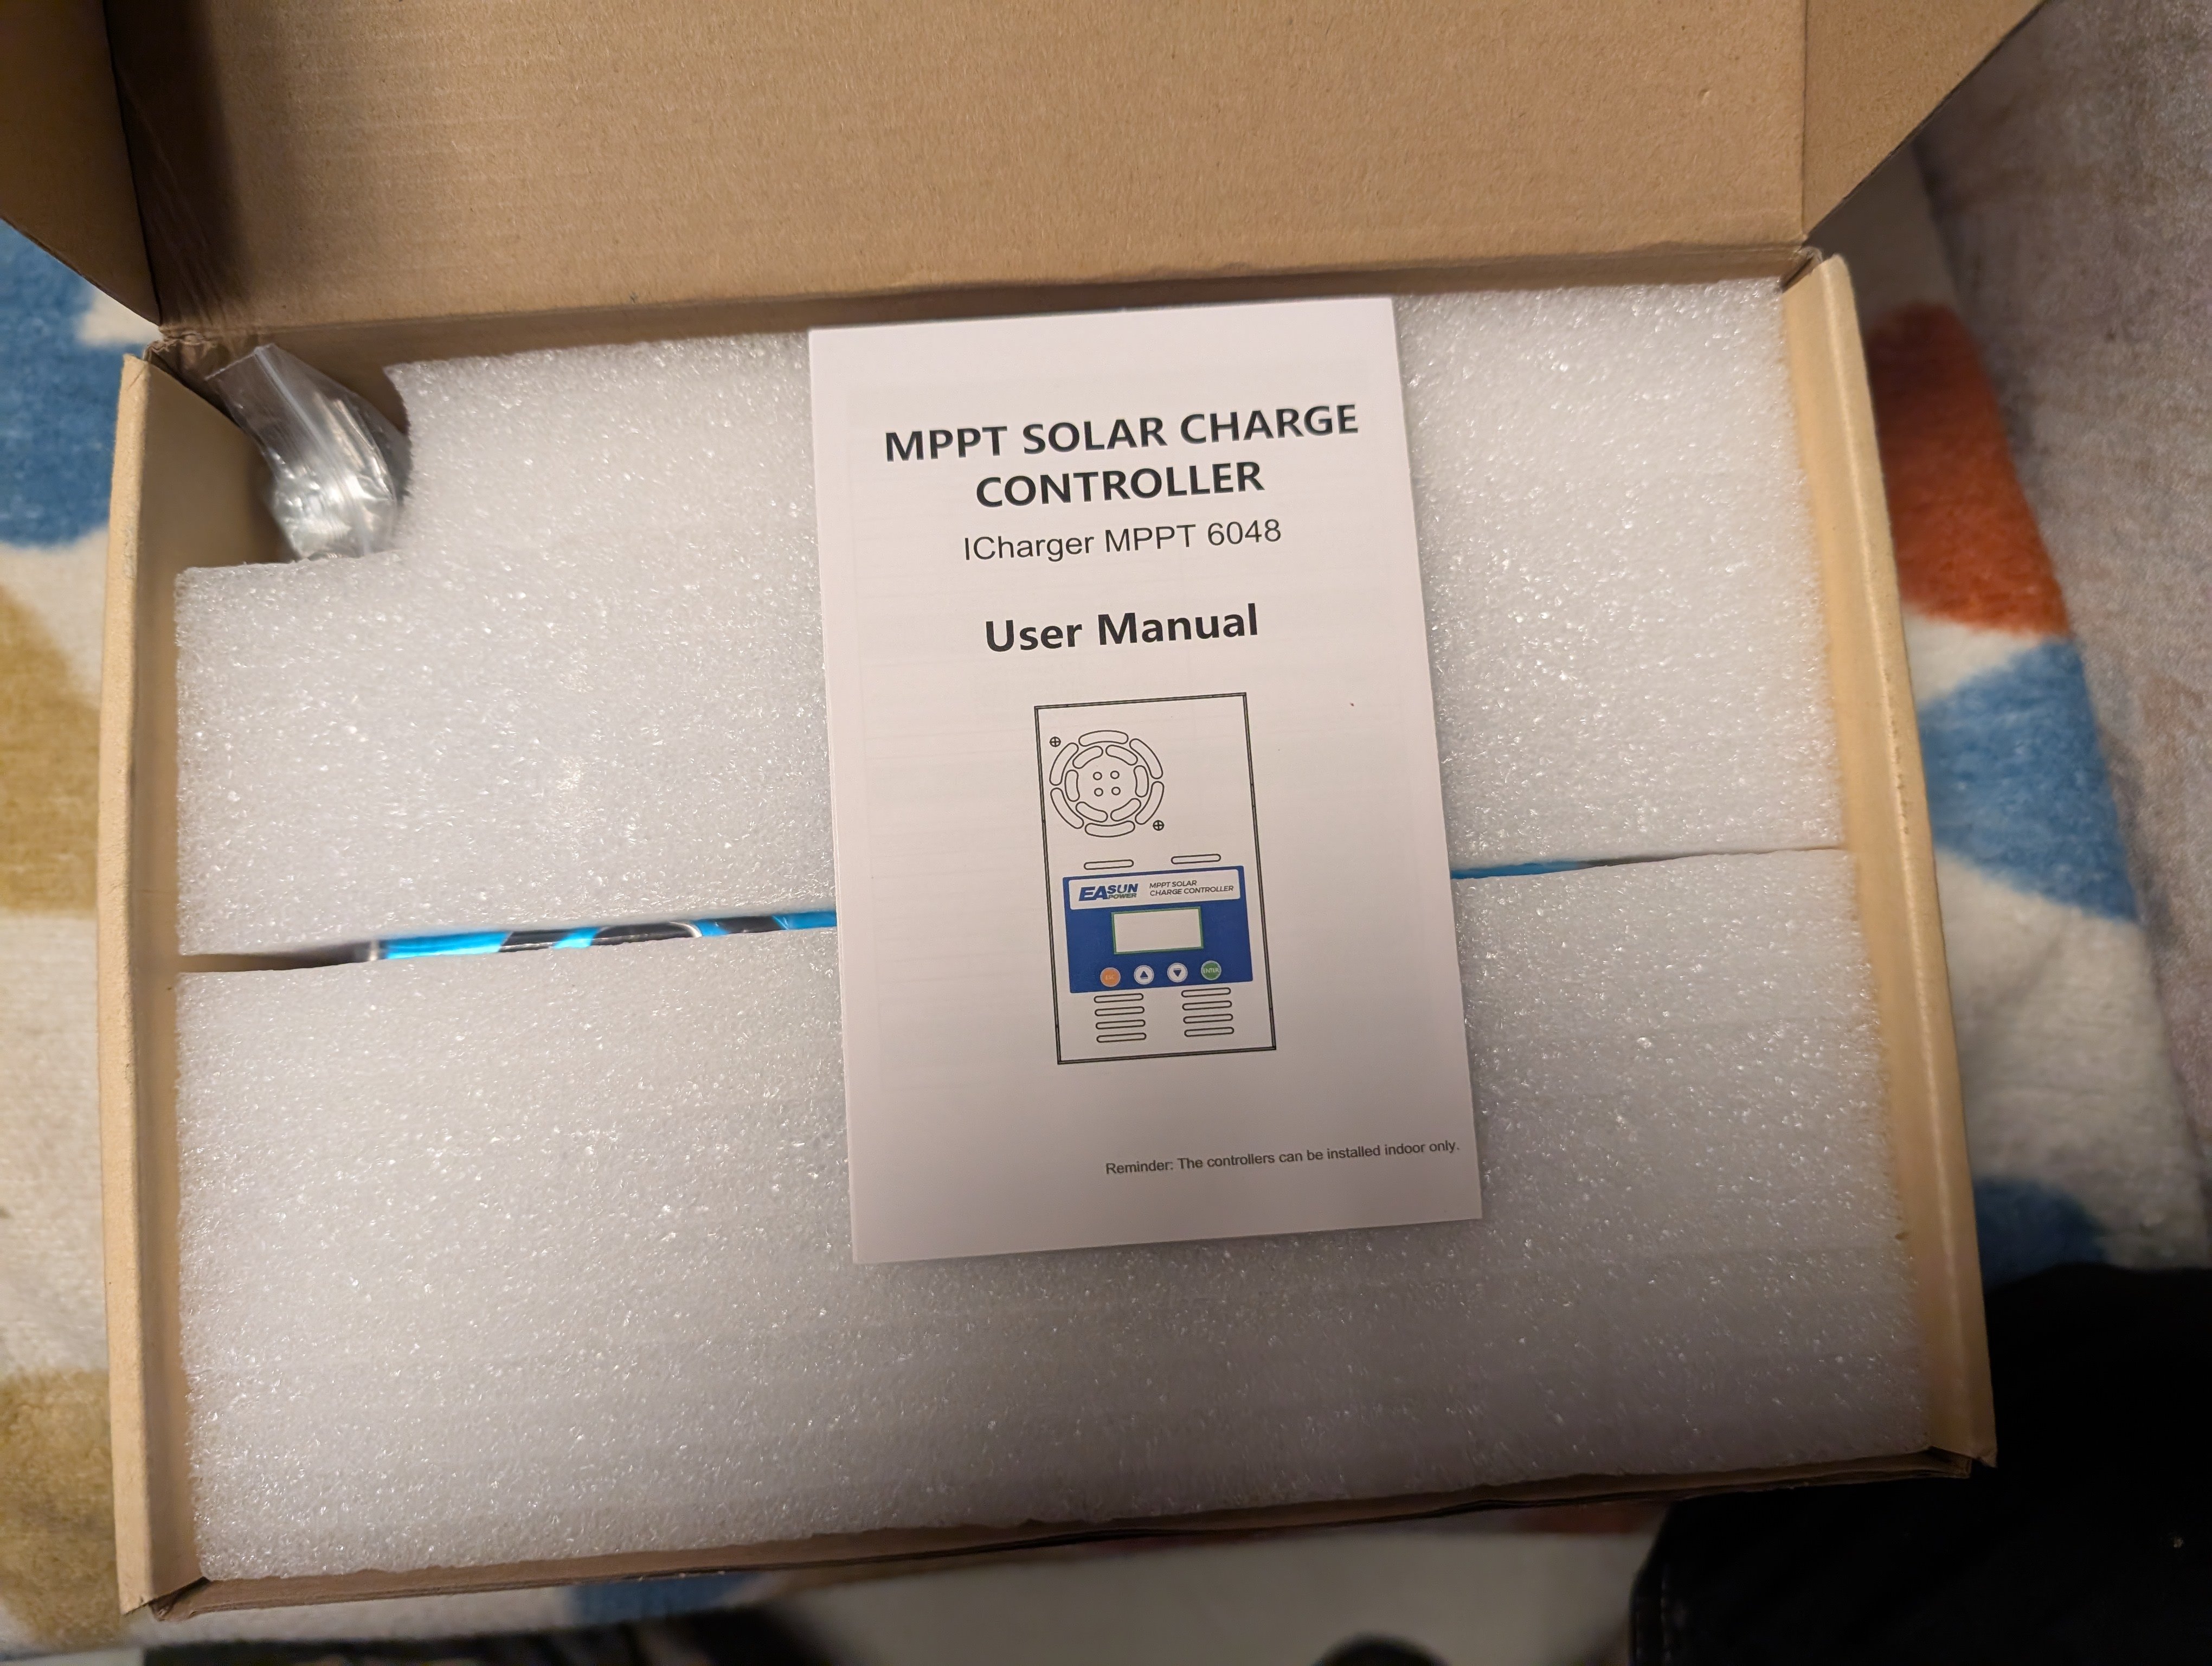 MPPT SOLAR CHARGE
CONTROLLER
ICharger MPPT 6048
User Manual
EASUN
POWER
MPPT SOLAR
CHARGE CONTROLLER
ENTER
Reminder: The controllers can be installed indoor only.